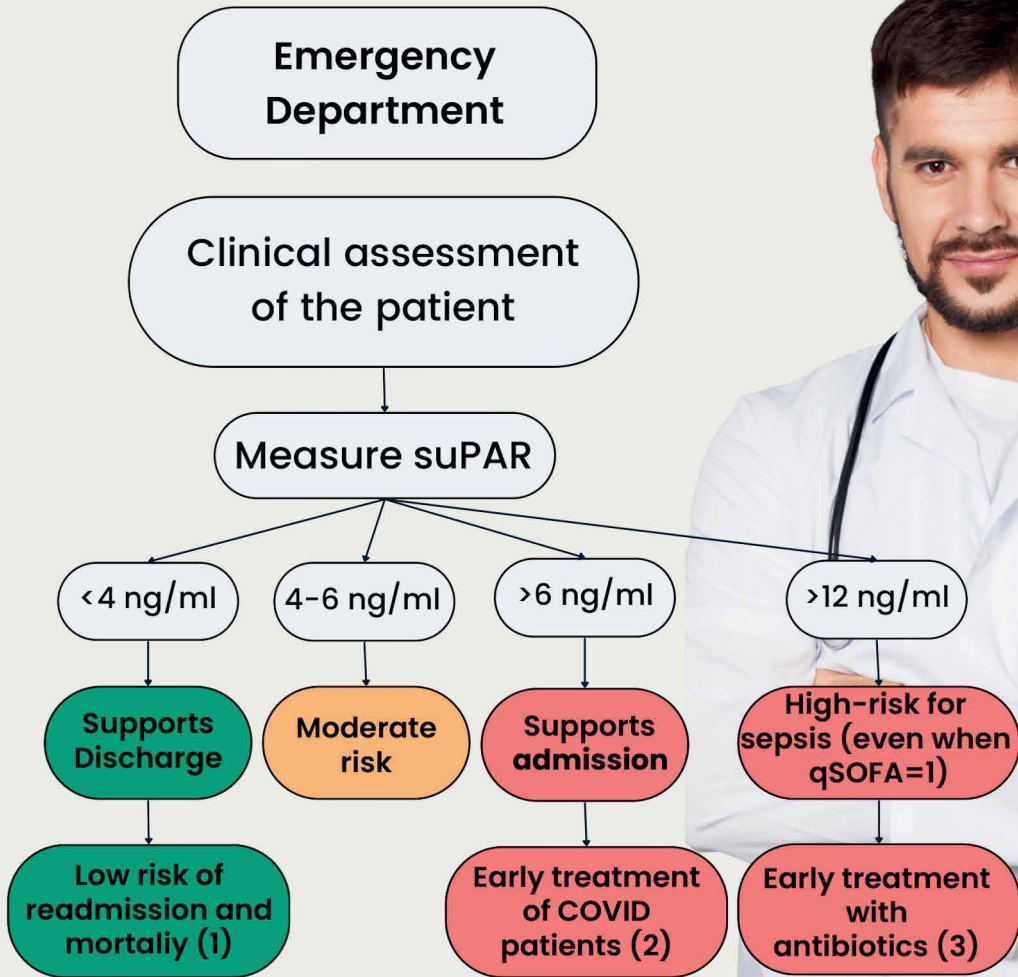 Emergency
Department
Clinical assessment
of the patient
Measure suPAR
<4 ng/ml
4-6 ng/ml
>6 ng/ml
>12 ng/ml
Supports
Discharge
Moderate
risk
Supports
admission
High-risk for
sepsis (even when
qSOFA=1)
Low risk of
readmission and
mortaliy (1)
Early treatment
of COVID
patients (2)
Early treatment
with
antibiotics (3)